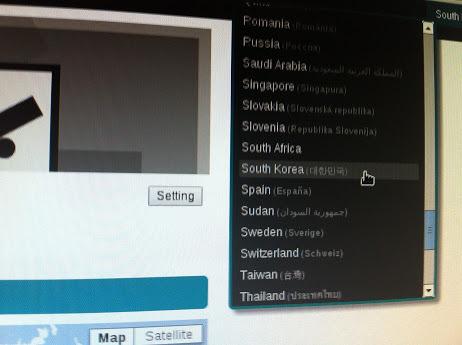 South
Romania (România)
Russia (Россия)
Saudi Arabia (المملكة العربية السعودية)
Singapore (Singapura)
Slovakia (Slovenská republika)
Slovenia (Republika Slovenija)
South Africa
South Korea (대한민국)
Setting
Spain (España)
Sudan (جمهورية السودان)
Sweden (Sverige)
Switzerland (Schweiz)
Taiwan (台灣)
Thailand (ประเทศไทย)
Map Satellite